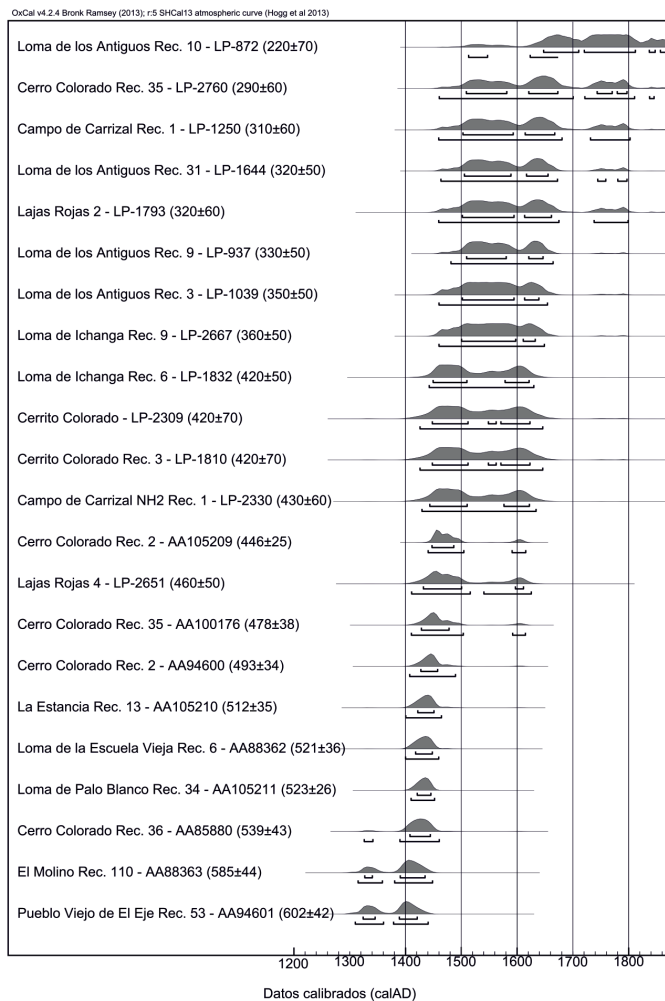 OxCal v4.2.4 Bronk Ramsey (2013); r:5 SHCal13 atmospheric curve (Hogg et al 2013)
Loma de los Antiguos Rec. 10 - LP-872 (220±70)
Cerro Colorado Rec. 35 - LP-2760 (290±60)
Campo de Carrizal Rec. 1 - LP-1250 (310±60)
Loma de los Antiguos Rec. 31 - LP-1644 (320±50)
Lajas Rojas 2 - LP-1793 (320±60)
Loma de los Antiguos Rec. 9 - LP-937 (330±50)
Loma de los Antiguos Rec. 3 - LP-1039 (350±50)
Loma de Ichanga Rec. 9 - LP-2667 (360±50)
Loma de Ichanga Rec. 6 - LP-1832 (420±50)
Cerrito Colorado - LP-2309 (420±70)
Cerrito Colorado Rec. 3 - LP-1810 (420±70)
Campo de Carrizal NH2 Rec. 1 - LP-2330 (430±60)
Cerro Colorado Rec. 2 - AA105209 (446±25)
Lajas Rojas 4 - LP-2651 (460±50)
Cerro Colorado Rec. 35 - AA100176 (478±38)
Cerro Colorado Rec. 2 - AA94600 (493±34)
La Estancia Rec. 13 - AA105210 (512±35)
Loma de la Escuela Vieja Rec. 6 - AA88362 (521±36)
Loma de Palo Blanco Rec. 34 - AA105211 (523±26)
Cerro Colorado Rec. 36 - AA85880 (539±43)
El Molino Rec. 110 - AA88363 (585±44)
Pueblo Viejo de El Eje Rec. 53 - AA94601 (602±42)
1200 1300 1400 1500 1600 1700 1800
Datos calibrados (calAD)